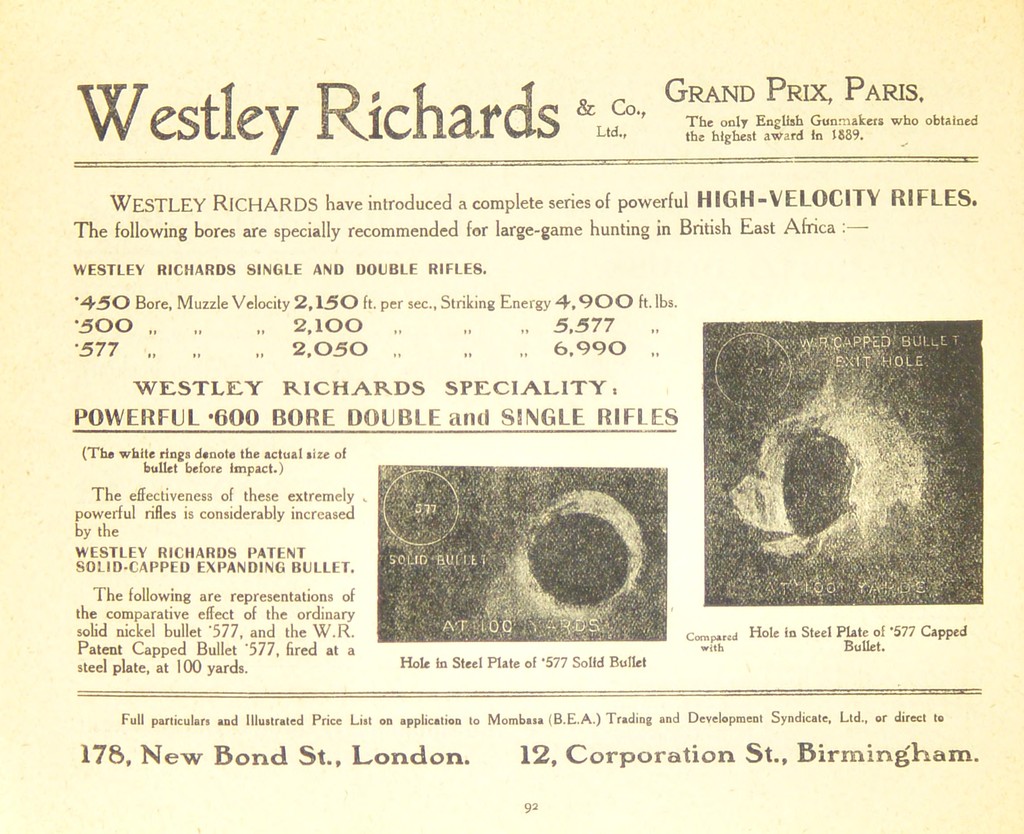 Westley Richards & Co., Ltd.,
GRAND PRIX, PARIS.
The only English Gunmakers who obtained
the highest award in 1889.
WESTLEY RICHARDS have introduced a complete series of powerful HIGH-VELOCITY RIFLES.
The following bores are specially recommended for large-game hunting in British East Africa :—
WESTLEY RICHARDS SINGLE AND DOUBLE RIFLES.
·450 Bore, Muzzle Velocity 2,150 ft. per sec., Striking Energy 4,900 ft. lbs.
·500 „ „ „ 2,100 „ „ „ 5,577 „
·577 „ „ „ 2,050 „ „ „ 6,990 „
WESTLEY RICHARDS SPECIALITY:
POWERFUL ·600 BORE DOUBLE and SINGLE RIFLES
(The white rings denote the actual size of
bullet before impact.)
The effectiveness of these extremely
powerful rifles is considerably increased
by the
WESTLEY RICHARDS PATENT
SOLID-CAPPED EXPANDING BULLET.
The following are representations of
the comparative effect of the ordinary
solid nickel bullet ·577, and the W.R.
Patent Capped Bullet ·577, fired at a
steel plate, at 100 yards.
577
SOLID BULLET
AT 100 YARDS
Hole in Steel Plate of ·577 Solid Bullet
W.R. CAPPED BULLET
EXIT HOLE
AT 100 YARDS
Compared
with
Hole in Steel Plate of ·577 Capped
Bullet.
Full particulars and Illustrated Price List on application to Mombasa (B.E.A.) Trading and Development Syndicate, Ltd., or direct to
178, New Bond St., London. 12, Corporation St., Birmingham.
92